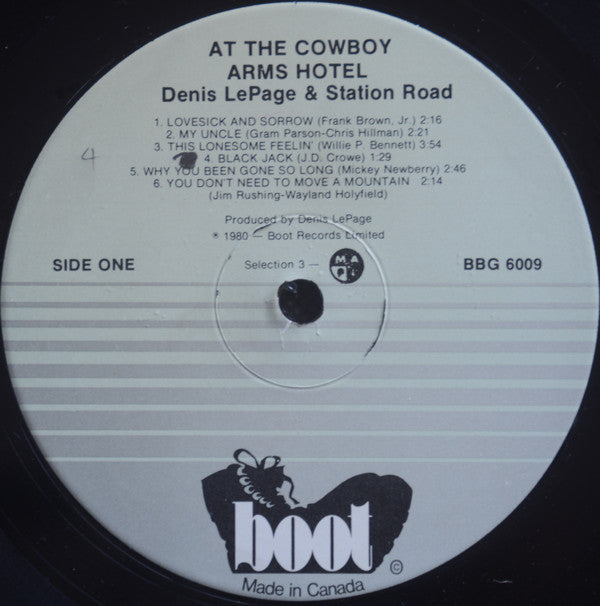 AT THE COWBOY
ARMS HOTEL
Denis LePage & Station Road
1. LOVESICK AND SORROW (Frank Brown, Jr.) 2:16
2. MY UNCLE (Gram Parson-Chris Hillman) 2:21
3. THIS LONESOME FEELIN' (Willie P. Bennett) 3:54
4
4. BLACK JACK (J.D. Crowe) 1:29
5. WHY YOU BEEN GONE SO LONG (Mickey Newberry) 2:46
6. YOU DON'T NEED TO MOVE A MOUNTAIN 2:14
(Jim Rushing-Wayland Holyfield)
Produced by Denis LePage
℗ 1980 — Boot Records Limited
SIDE ONE
Selection 3 —
MAPL
BBG 6009
boot
©
Made in Canada